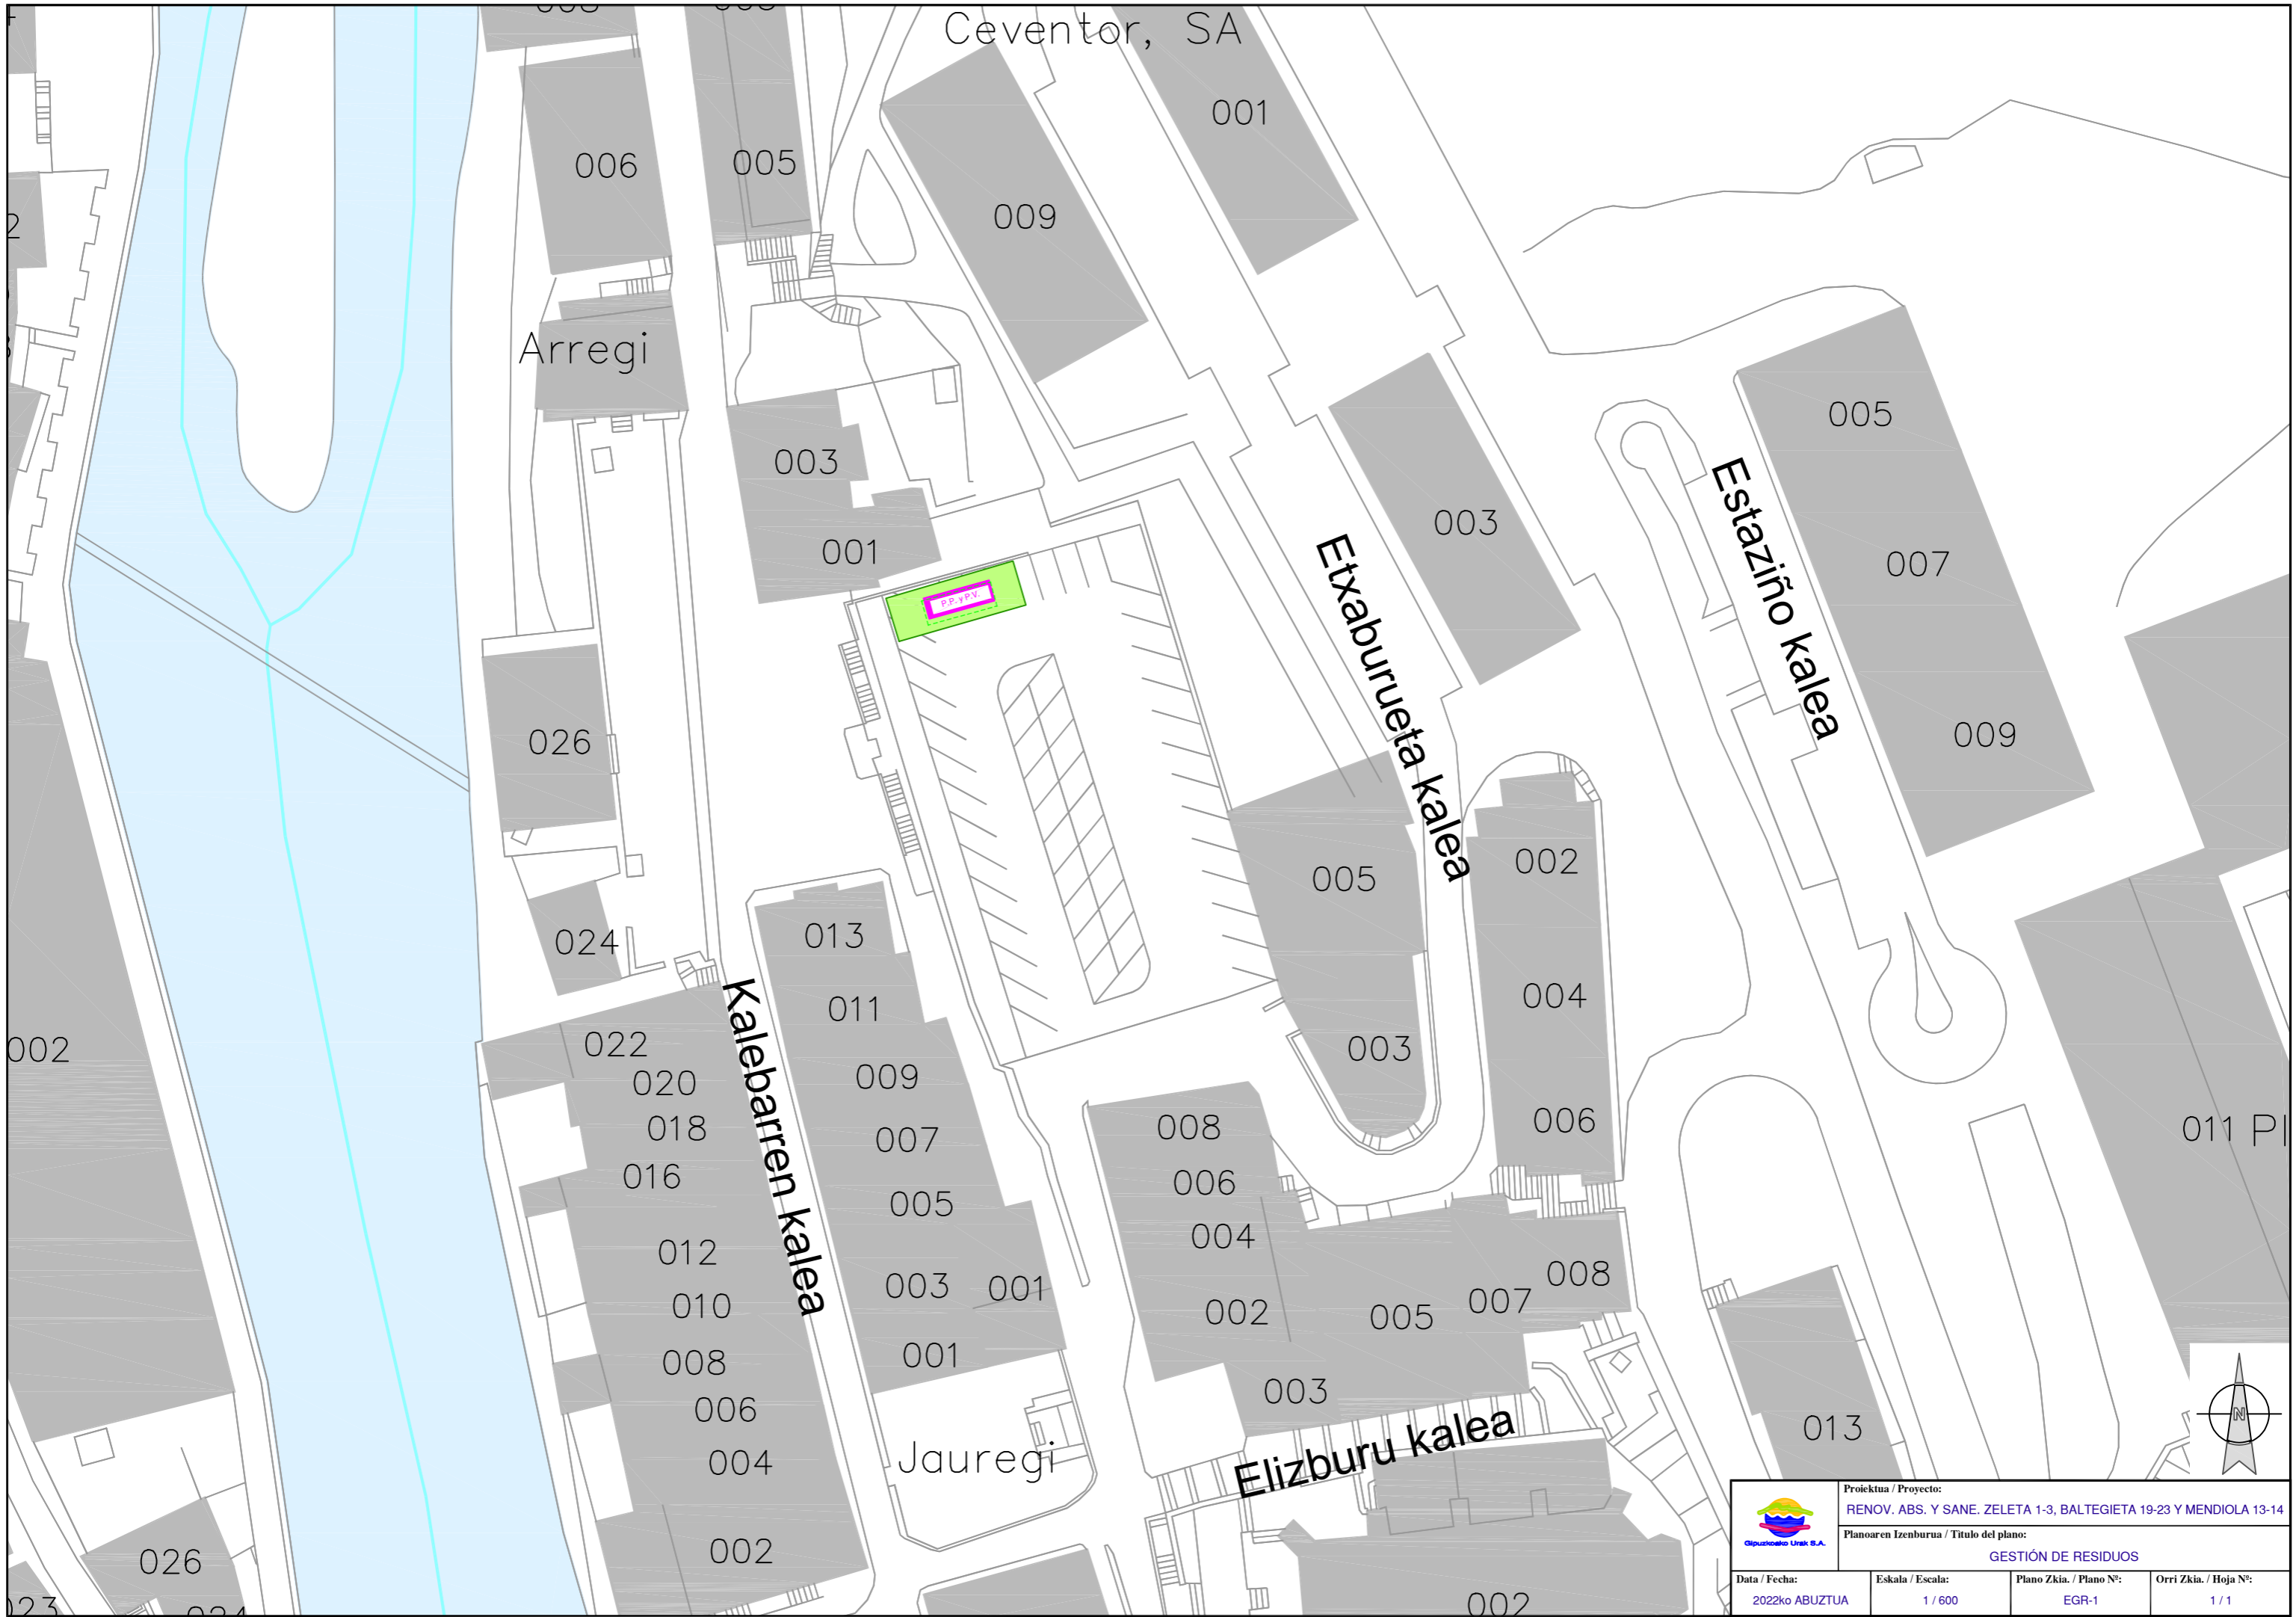 Ceventor, SA
001
006
005
009
Arregi
003
001
003
005
007
009
Estaziño kalea
Etxaburueta kalea
P.P. y P.V.
026
024
013
011
009
007
005
003
001
001
Kalebarren kalea
022
020
018
016
012
010
008
006
004
002
002
005
003
002
004
006
008
006
004
002
003
005
007
008
011 PI
013
Jauregi
Elizburu kalea
026
023
024
002
N
Gipuzkoako Urak S.A.
Proiektua / Proyecto:
RENOV. ABS. Y SANE. ZELETA 1-3, BALTEGIETA 19-23 Y MENDIOLA 13-14
Planoaren Izenburua / Titulo del plano:
GESTIÓN DE RESIDUOS
Data / Fecha:
2022ko ABUZTUA
Eskala / Escala:
1 / 600
Plano Zkia. / Plano Nº:
EGR-1
Orri Zkia. / Hoja Nº:
1 / 1